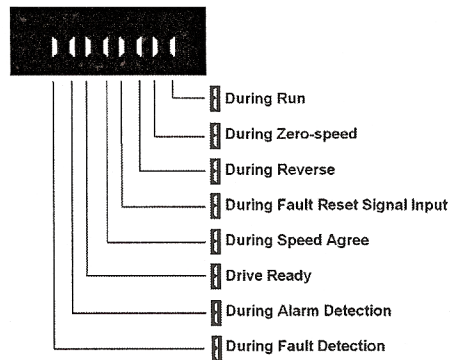 During Run
During Zero-speed
During Reverse
During Fault Reset Signal Input
During Speed Agree
Drive Ready
During Alarm Detection
During Fault Detection